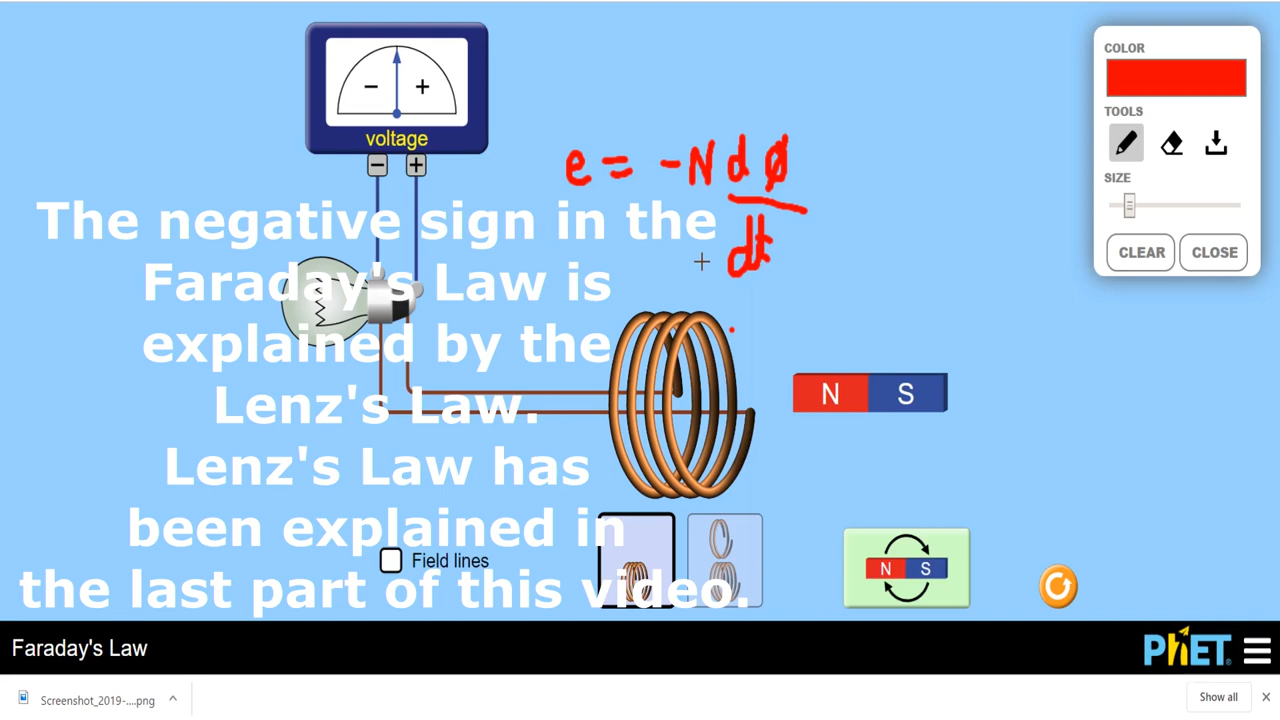 − +
voltage
− +
e = -N dϕ
dt
The negative sign in the
Faraday's Law is
explained by the
Lenz's Law.
Lenz's Law has
been explained in
the last part of this video.
N S
Field lines
N S
COLOR
TOOLS
SIZE
CLEAR CLOSE
Faraday's Law
PhET
Screenshot_2019-....png
Show all